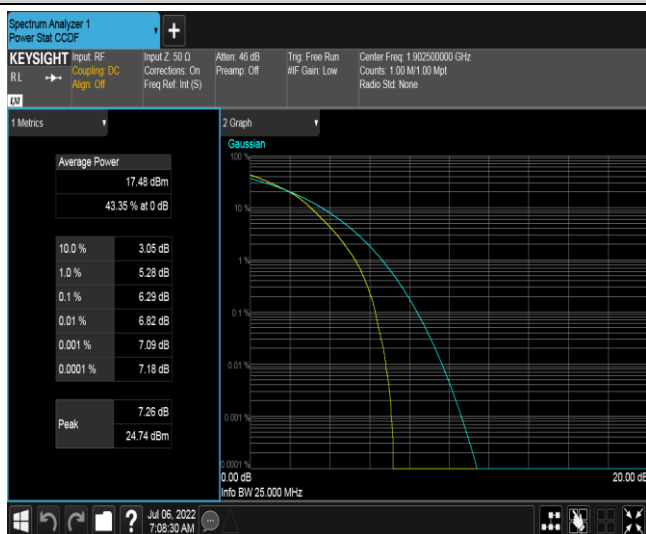 Spectrum Analyzer 1
Power Stat CCDF
+
KEYSIGHT
RL
LXI
Input: RF
Coupling: DC
Align: Off
Input Z: 50 Ω
Corrections: On
Freq Ref: Int (S)
Atten: 46 dB
Preamp: Off
Trig: Free Run
#IF Gain: Low
Center Freq: 1.902500000 GHz
Counts: 1.00 M/1.00 Mpt
Radio Std: None
1 Metrics
Average Power
17.48 dBm
43.35 % at 0 dB
10.0 % 3.05 dB
1.0 % 5.28 dB
0.1 % 6.29 dB
0.01 % 6.82 dB
0.001 % 7.09 dB
0.0001 % 7.18 dB
Peak
7.26 dB
24.74 dBm
2 Graph
Gaussian
100 %
10 %
1 %
0.1 %
0.01 %
0.001 %
0.0001 %
0.00 dB
20.00 dB
Info BW 25.000 MHz
?
Jul 06, 2022
7:08:30 AM